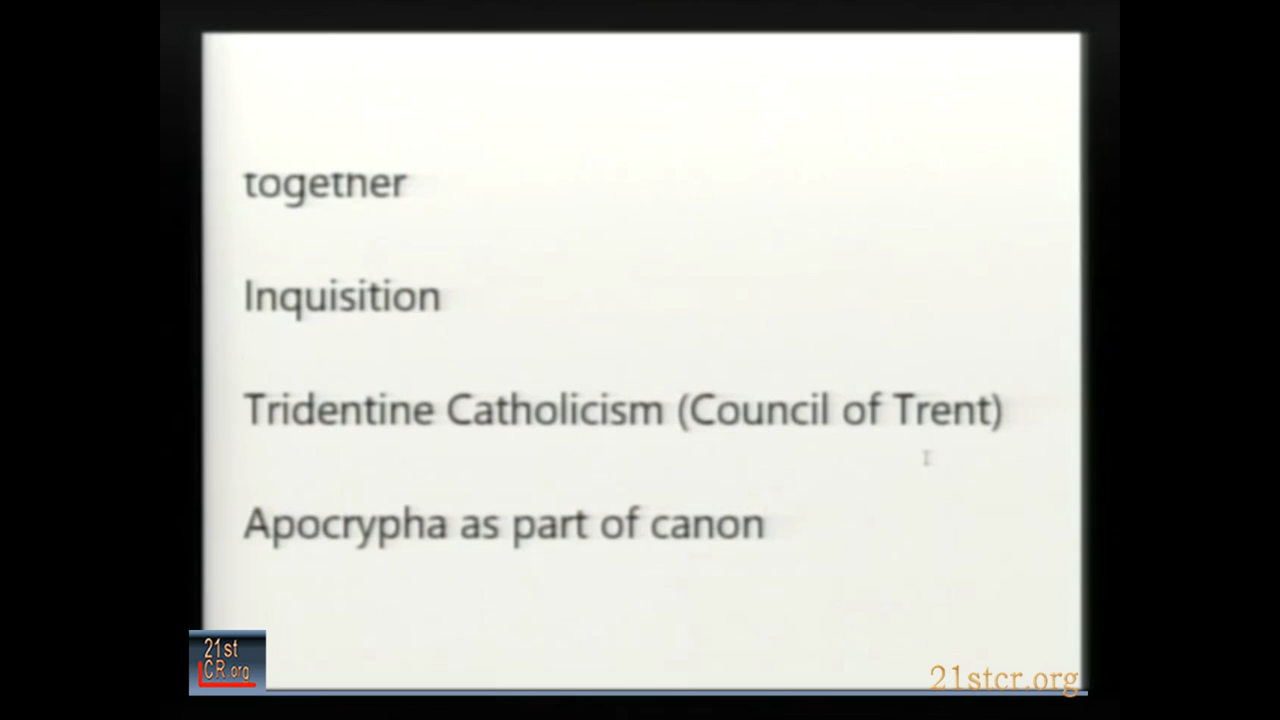 together
Inquisition
Tridentine Catholicism (Council of Trent)
Apocrypha as part of canon
21st
CR.org
21stcr.org